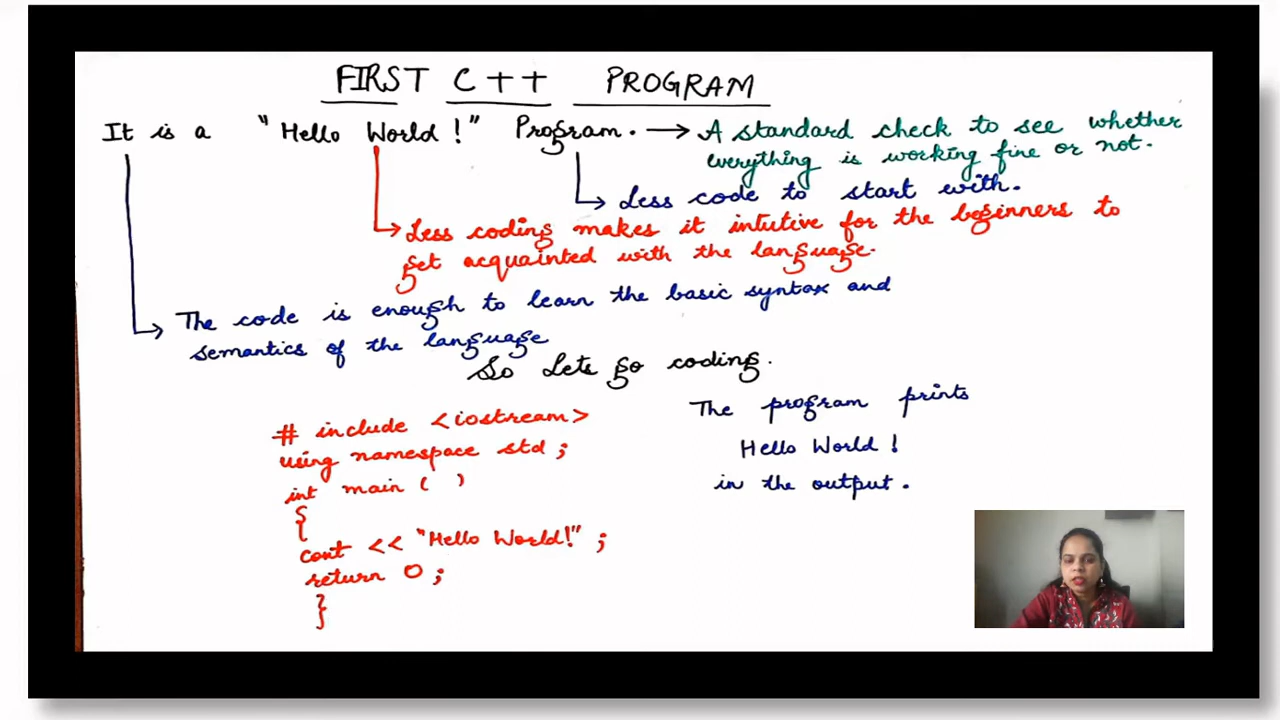 FIRST C++ PROGRAM
It is a "Hello World!" Program. → A standard check to see whether
everything is working fine or not.
Less code to start with.
Less coding makes it intutive for the beginners to
get acquainted with the language.
The code is enough to learn the basic syntax and
semantics of the language
So Lets go coding.
# include <iostream>
using namespace std;
int main ( )
{
cout << "Hello World!";
return 0;
}
The program prints
Hello World!
in the output.